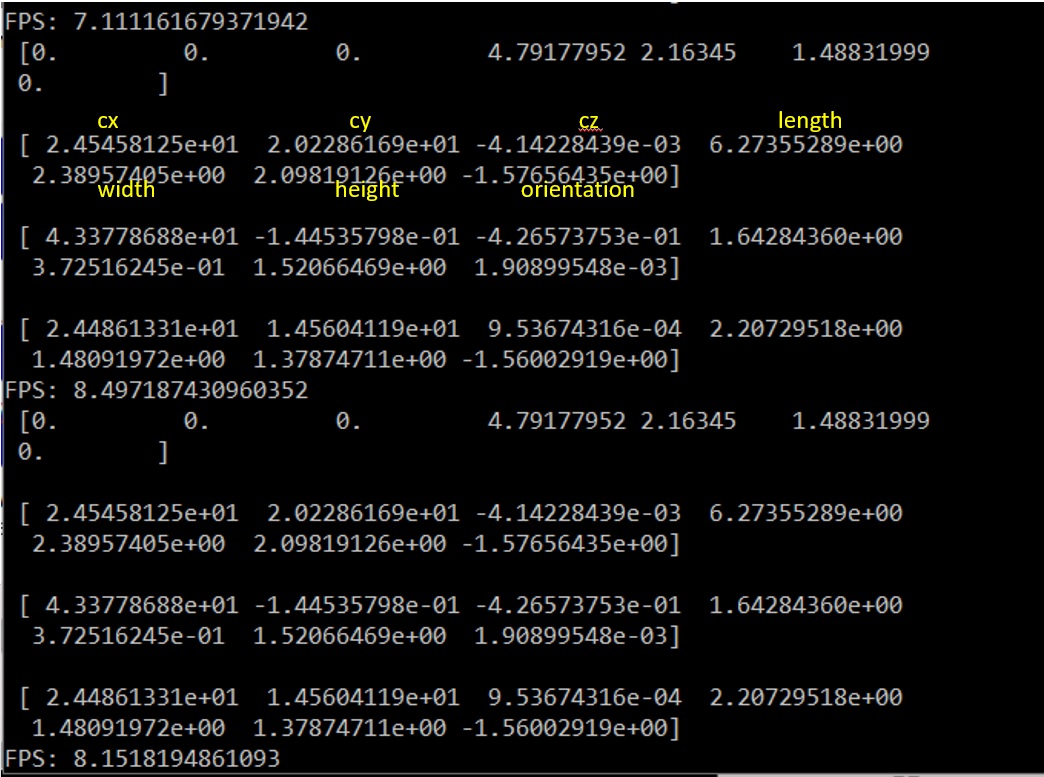 FPS: 7.111161679371942
[0. 0. 0. 4.79177952 2.16345 1.48831999
0. ]
cx cy cz length
[ 2.45458125e+01 2.02286169e+01 -4.14228439e-03 6.27355289e+00
2.38957405e+00 2.09819126e+00 -1.57656435e+00]
width height orientation
[ 4.33778688e+01 -1.44535798e-01 -4.26573753e-01 1.64284360e+00
3.72516245e-01 1.52066469e+00 1.90899548e-03]
[ 2.44861331e+01 1.45604119e+01 9.53674316e-04 2.20729518e+00
1.48091972e+00 1.37874711e+00 -1.56002919e+00]
FPS: 8.497187430960352
[0. 0. 0. 4.79177952 2.16345 1.48831999
0. ]
[ 2.45458125e+01 2.02286169e+01 -4.14228439e-03 6.27355289e+00
2.38957405e+00 2.09819126e+00 -1.57656435e+00]
[ 4.33778688e+01 -1.44535798e-01 -4.26573753e-01 1.64284360e+00
3.72516245e-01 1.52066469e+00 1.90899548e-03]
[ 2.44861331e+01 1.45604119e+01 9.53674316e-04 2.20729518e+00
1.48091972e+00 1.37874711e+00 -1.56002919e+00]
FPS: 8.1518194861093